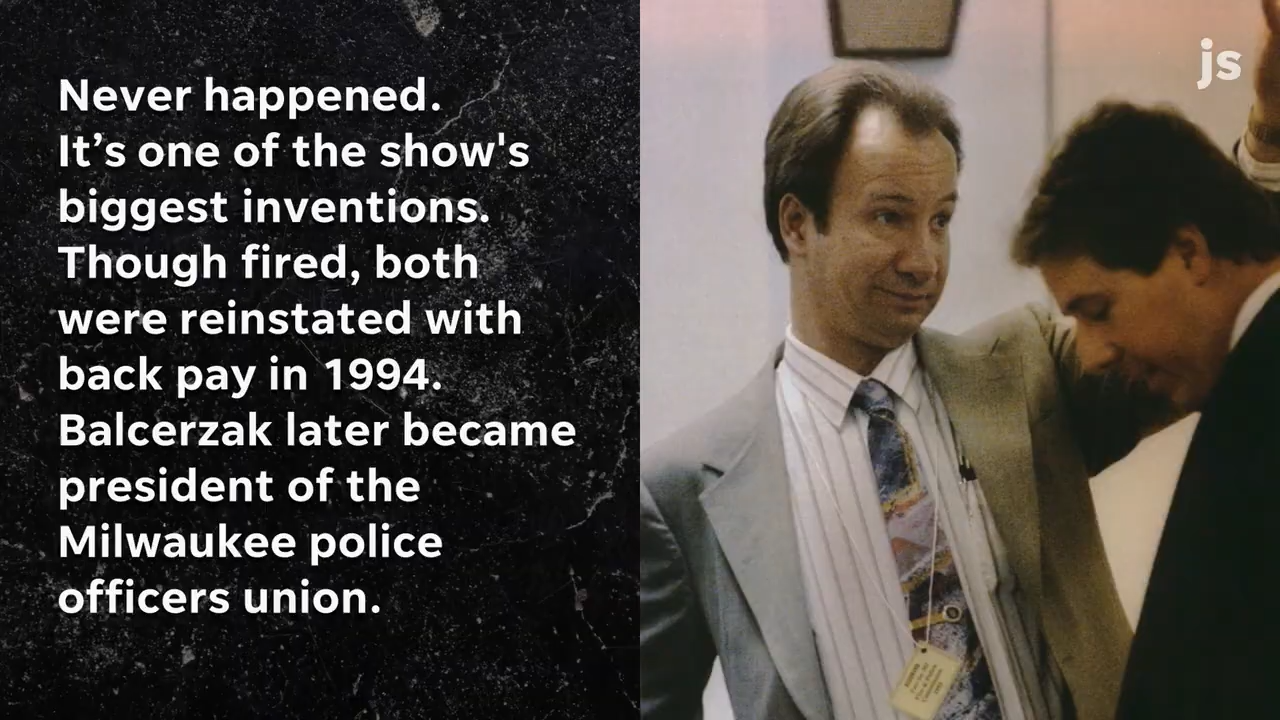 Never happened.
It’s one of the show's
biggest inventions.
Though fired, both
were reinstated with
back pay in 1994.
Balcerzak later became
president of the
Milwaukee police
officers union.
js